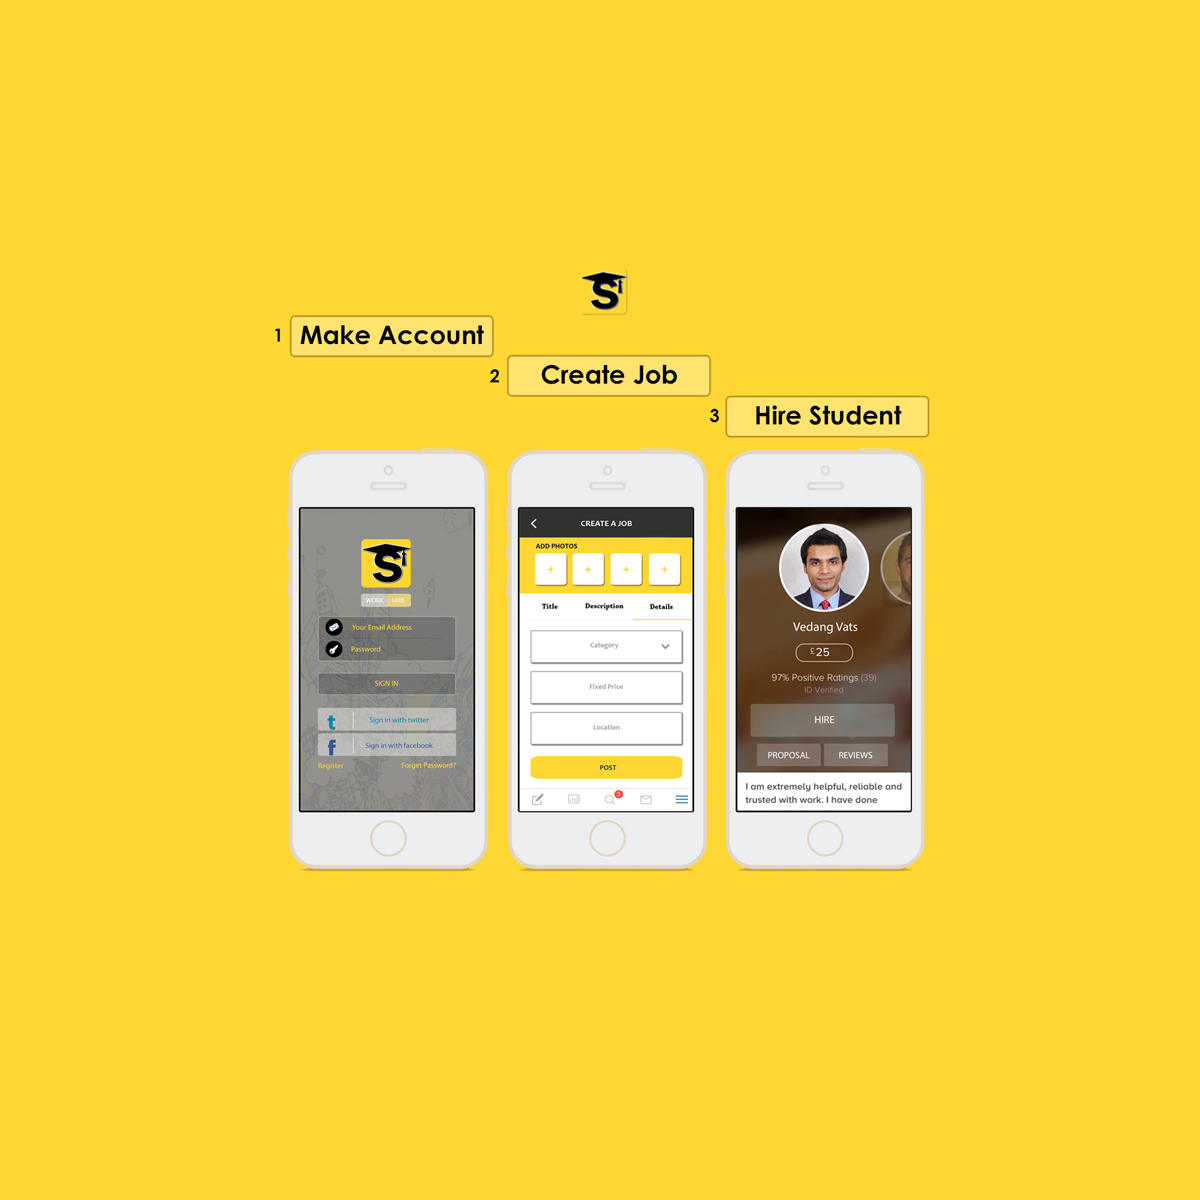 S
1 Make Account
2 Create Job
3 Hire Student
S
WORK HIRE
Your Email Address
Password
SIGN IN
t Sign in with twitter
f Sign in with facebook
Register Forget Password?
CREATE A JOB
ADD PHOTOS
+ + + +
Title Description Details
Category
Fixed Price
Location
POST
3
Vedang Vats
£25
97% Positive Ratings (39)
ID Verified
HIRE
PROPOSAL REVIEWS
I am extremely helpful, reliable and
trusted with work. I have done